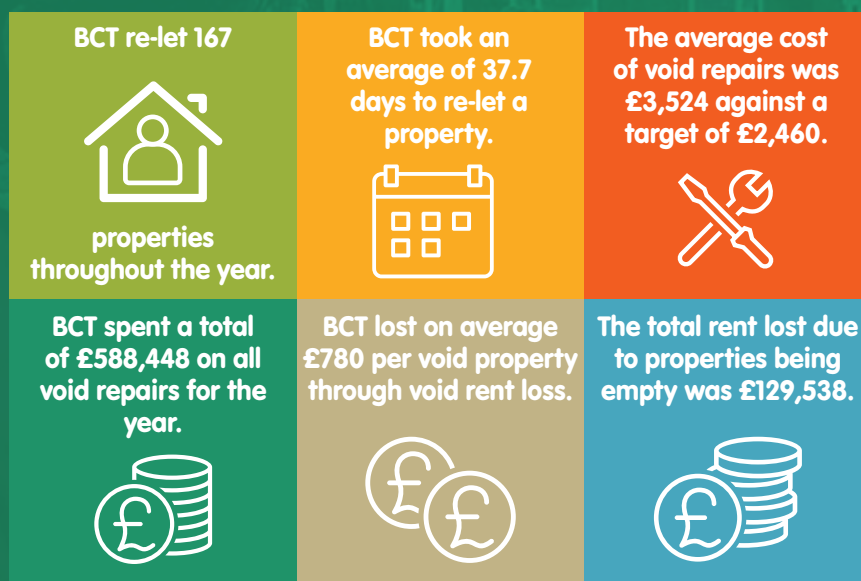 BCT re-let 167
properties
throughout the year.
BCT took an
average of 37.7
days to re-let a
property.
The average cost
of void repairs was
£3,524 against a
target of £2,460.
BCT spent a total
of £588,448 on all
void repairs for the
year.
£
BCT lost on average
£780 per void property
through void rent loss.
£
£
The total rent lost due
to properties being
empty was £129,538.
£